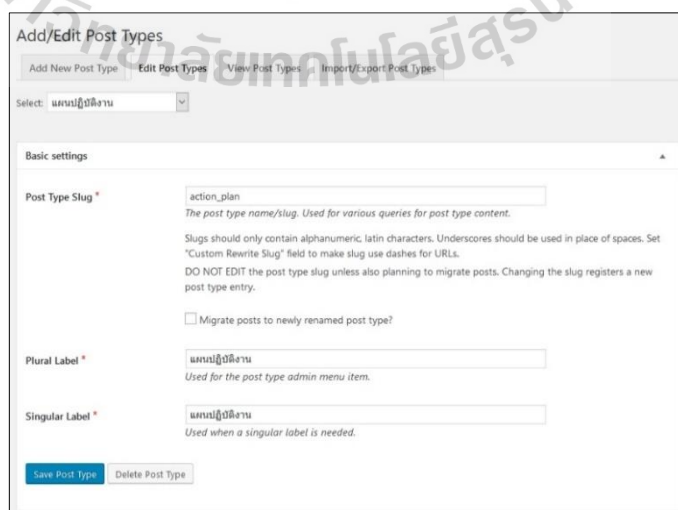 Add/Edit Post Types
Add New Post Type Edit Post Types View Post Types Import/Export Post Types
Select: แผนปฏิบัติงาน
Basic settings
Post Type Slug * action_plan
The post type name/slug. Used for various queries for post type content.
Slugs should only contain alphanumeric, latin characters. Underscores should be used in place of spaces. Set
"Custom Rewrite Slug" field to make slug use dashes for URLs.
DO NOT EDIT the post type slug unless also planning to migrate posts. Changing the slug registers a new
post type entry.
Migrate posts to newly renamed post type?
Plural Label * แผนปฏิบัติงาน
Used for the post type admin menu item.
Singular Label * แผนปฏิบัติงาน
Used when a singular label is needed.
Save Post Type Delete Post Type